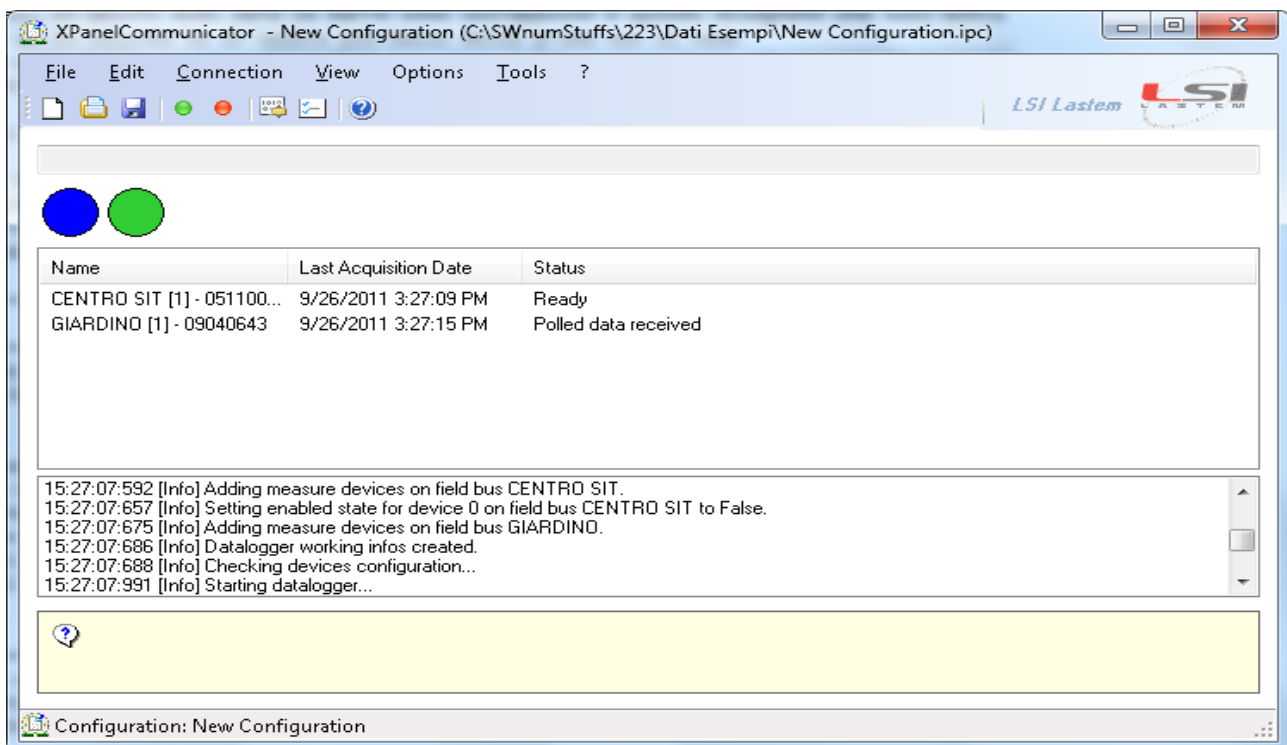 XPanelCommunicator - New Configuration (C:\SWnumStuffs\223\Dati Esempi\New Configuration.ipc)
File Edit Connection View Options Tools ?
LSI Lastem LSI LASTEM
Name Last Acquisition Date Status
CENTRO SIT [1] - 051100... 9/26/2011 3:27:09 PM Ready
GIARDINO [1] - 09040643 9/26/2011 3:27:15 PM Polled data received
15:27:07:592 [Info] Adding measure devices on field bus CENTRO SIT.
15:27:07:657 [Info] Setting enabled state for device 0 on field bus CENTRO SIT to False.
15:27:07:675 [Info] Adding measure devices on field bus GIARDINO.
15:27:07:686 [Info] Datalogger working infos created.
15:27:07:688 [Info] Checking devices configuration...
15:27:07:991 [Info] Starting datalogger...
Configuration: New Configuration